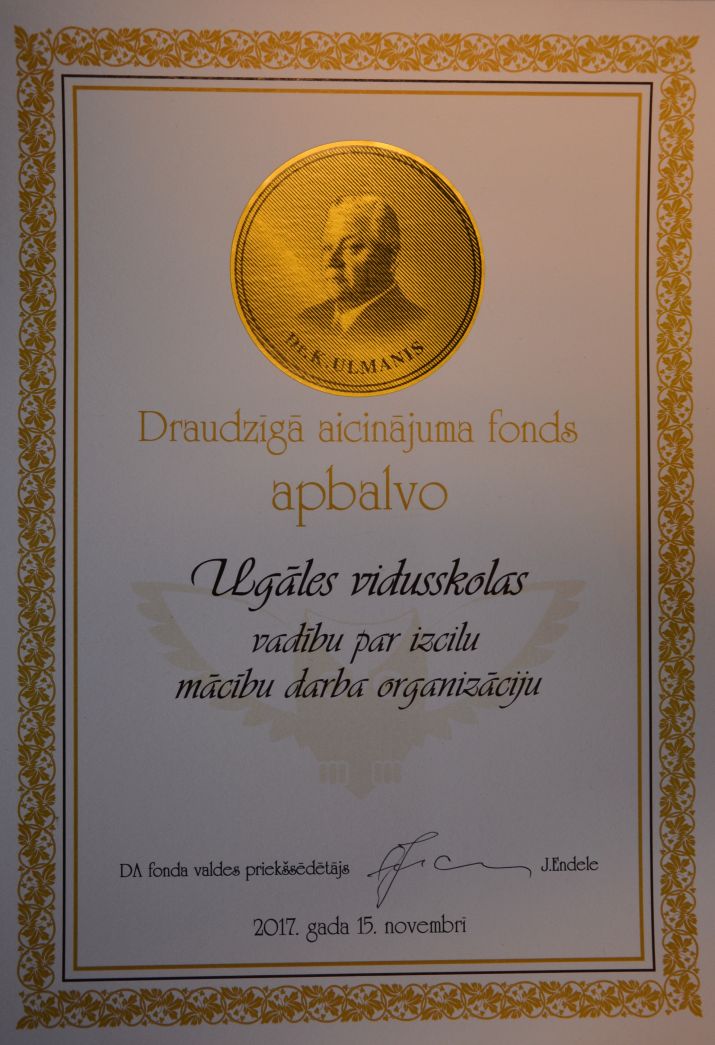 Dr.K.ULMANIS
Draudzīgā aicinājuma fonds
apbalvo
Ugāles vidusskolas
vadību par izcilu
mācību darba organizāciju
DA fonda valdes priekšsēdētājs J.Endele
2017. gada 15. novembrī